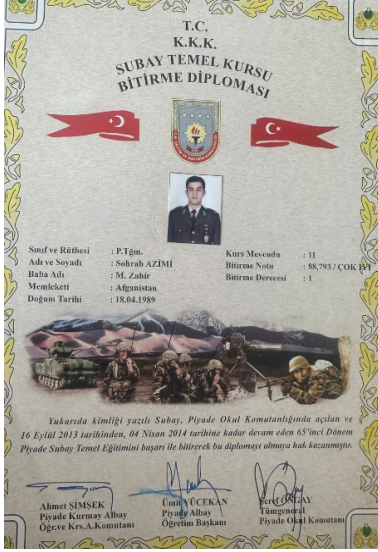 T.C.
K.K.K.
SUBAY TEMEL KURSU
BİTİRME DİPLOMASI
Sınıf ve Rütbesi : P.Tğm.
Adı ve Soyadı : Sohrab AZİMİ
Baba Adı : M. Zahir
Memleketi : Afganistan
Doğum Tarihi : 18.04.1989
Kurs Mevcudu : 11
Bitirme Notu : 88,793 / ÇOK İYİ
Bitirme Derecesi : 1
Yukarıda kimliği yazılı Subay, Piyade Okul Komutanlığında açılan ve
16 Eylül 2013 tarihinden, 04 Nisan 2014 tarihine kadar devam eden 65'inci Dönem
Piyade Subay Temel Eğitimini başarı ile bitirerek bu diplomayı almaya hak kazanmıştır.
Ahmet ŞİMŞEK
Piyade Kurmay Albay
Öğr.ve Krs.A.Komutanı
Ümit YÜCEKAN
Piyade Albay
Öğretim Başkanı
Şeref
Tümgeneral
Piyade Okul Komutanı